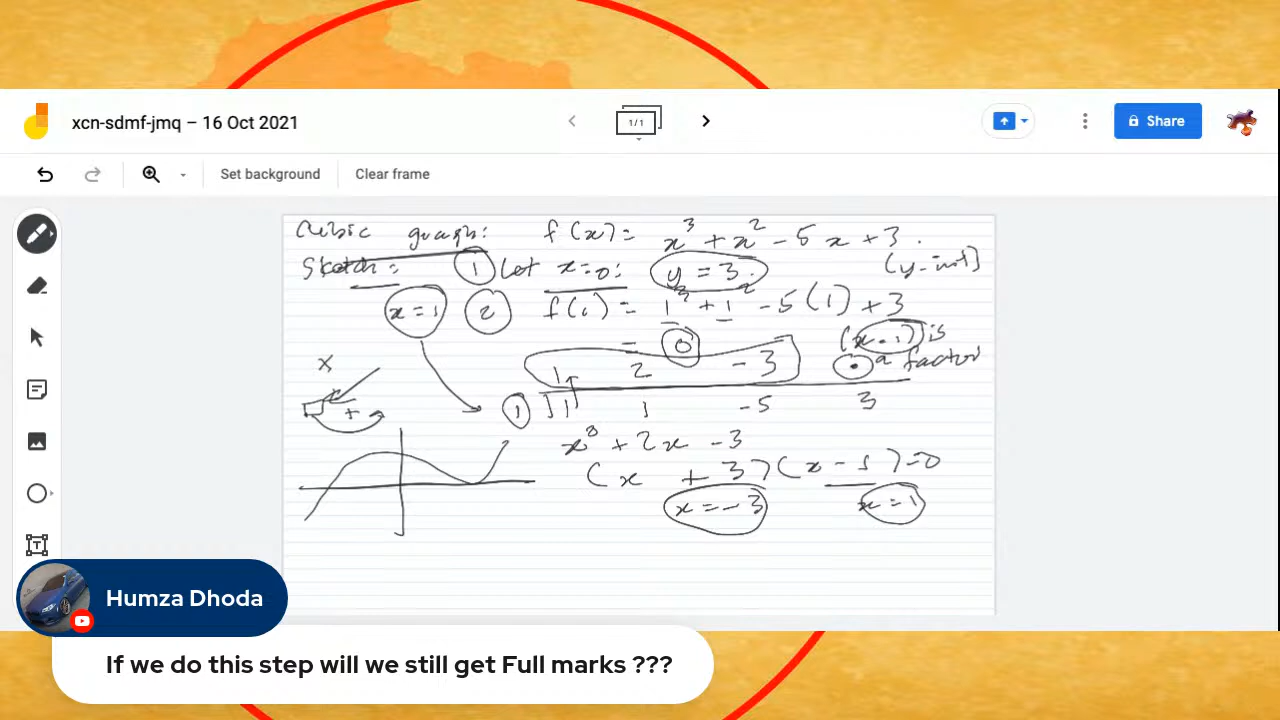 xcn-sdmf-jmq – 16 Oct 2021
1/1
Share
Set background
Clear frame
Cubic graph: f(x) = x³ + x² - 5x + 3.
Sketch: ① Let x=0: y = 3. (y-int)
x = 1 ② f(1) = 1³ + 1² - 5(1) + 3
= 0 (x-1) is
a factor
x
1 2 -3
+
1 1 1 -5 3
x² + 2x - 3
(x + 3)(x - 1) = 0
x = -3 x = 1
Humza Dhoda
If we do this step will we still get Full marks ???